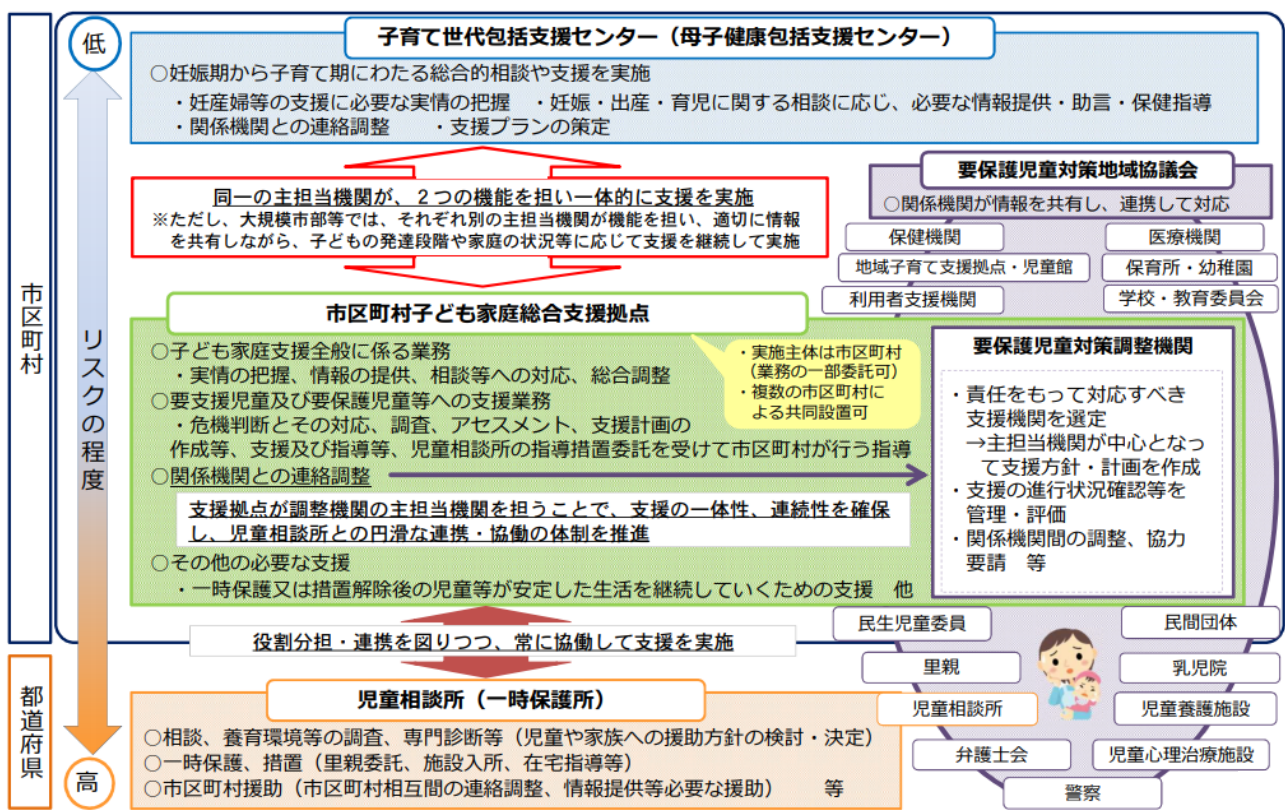 市区町村
都道府県
低
リスクの程度
高
子育て世代包括支援センター（母子健康包括支援センター）
○妊娠期から子育て期にわたる総合的相談や支援を実施
・妊産婦等の支援に必要な実情の把握　・妊娠・出産・育児に関する相談に応じ、必要な情報提供・助言・保健指導
・関係機関との連絡調整　　・支援プランの策定
同一の主担当機関が、２つの機能を担い一体的に支援を実施
※ただし、大規模市部等では、それぞれ別の主担当機関が機能を担い、適切に情報
を共有しながら、子どもの発達段階や家庭の状況等に応じて支援を継続して実施
市区町村子ども家庭総合支援拠点
○子ども家庭支援全般に係る業務
・実情の把握、情報の提供、相談等への対応、総合調整
○要支援児童及び要保護児童等への支援業務
・危機判断とその対応、調査、アセスメント、支援計画の
作成等、支援及び指導等、児童相談所の指導措置委託を受けて市区町村が行う指導
○関係機関との連絡調整
支援拠点が調整機関の主担当機関を担うことで、支援の一体性、連続性を確保
し、児童相談所との円滑な連携・協働の体制を推進
○その他の必要な支援
・一時保護又は措置解除後の児童等が安定した生活を継続していくための支援　他
・実施主体は市区町村
（業務の一部委託可）
・複数の市区町村に
よる共同設置可
役割分担・連携を図りつつ、常に協働して支援を実施
児童相談所（一時保護所）
○相談、養育環境等の調査、専門診断等（児童や家族への援助方針の検討・決定）
○一時保護、措置（里親委託、施設入所、在宅指導等）
○市区町村援助（市区町村相互間の連絡調整、情報提供等必要な援助）　　等
要保護児童対策地域協議会
○関係機関が情報を共有し、連携して対応
保健機関
医療機関
地域子育て支援拠点・児童館
保育所・幼稚園
利用者支援機関
学校・教育委員会
要保護児童対策調整機関
・責任をもって対応すべき
支援機関を選定
→主担当機関が中心となっ
て支援方針・計画を作成
・支援の進行状況確認等を
管理・評価
・関係機関間の調整、協力
要請　等
民生児童委員
民間団体
里親
乳児院
児童相談所
児童養護施設
弁護士会
児童心理治療施設
警察